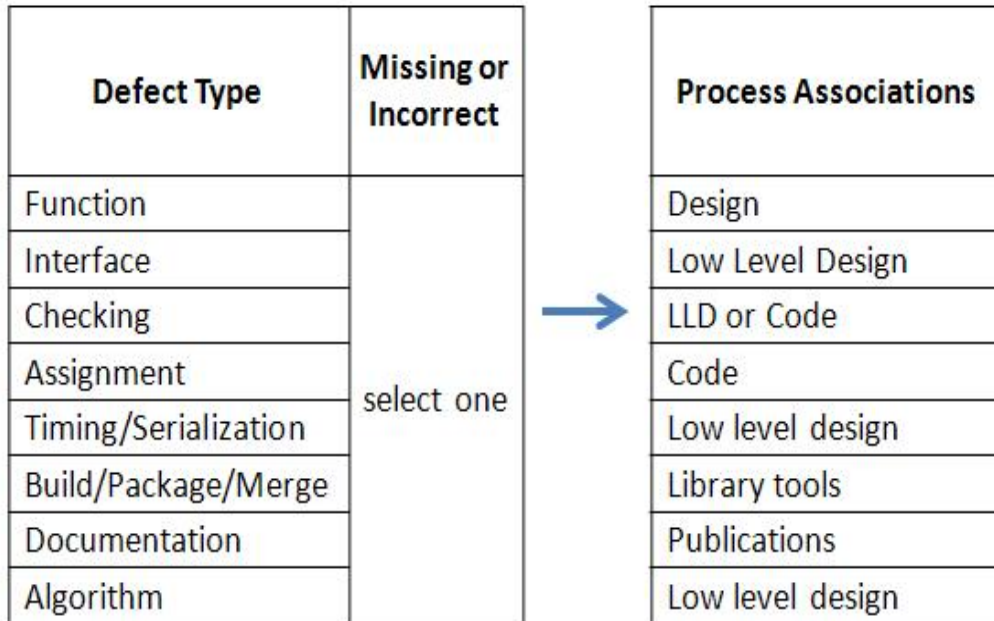 Defect Type
Missing or
Incorrect
Process Associations
Function
Design
Interface
Low Level Design
Checking
LLD or Code
Assignment
Code
select one
Timing/Serialization
Low level design
Build/Package/Merge
Library tools
Documentation
Publications
Algorithm
Low level design